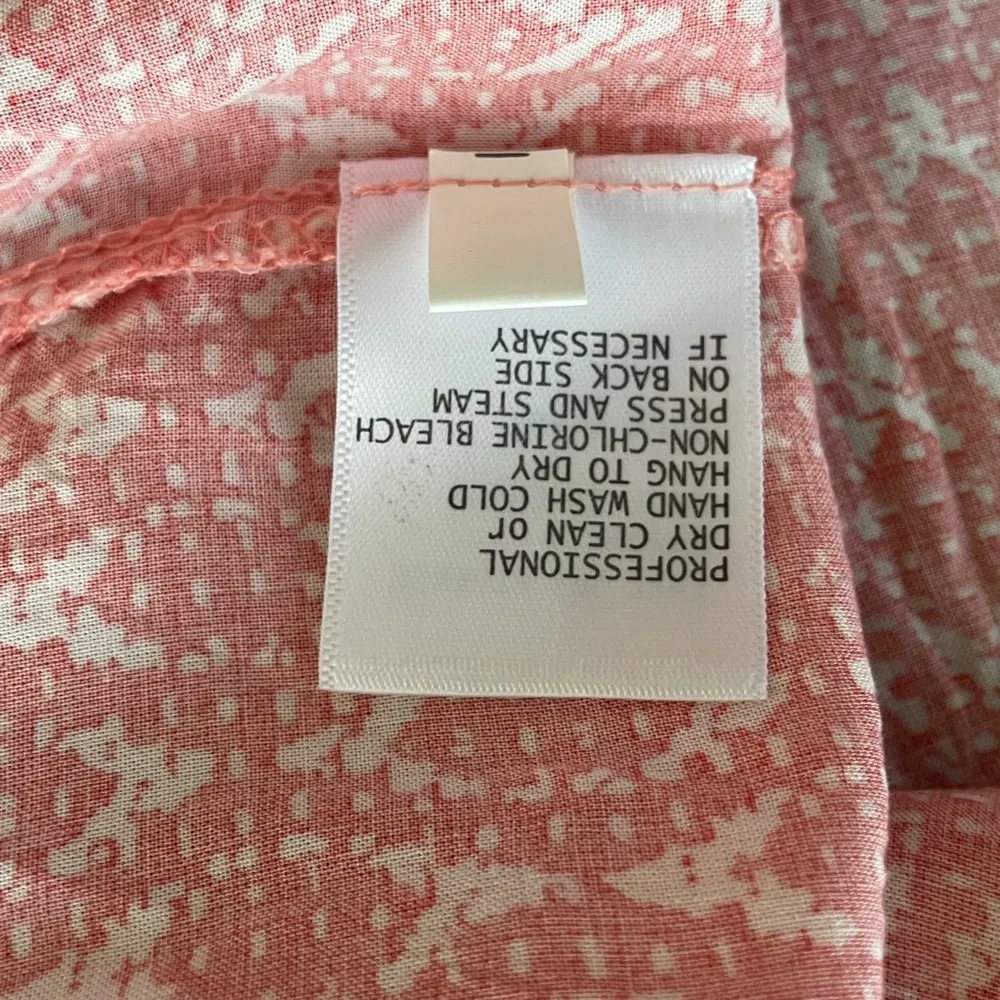 PROFESSIONAL
DRY CLEAN or
HAND WASH COLD
HANG TO DRY
NON-CHLORINE BLEACH
PRESS AND STEAM
ON BACK SIDE
IF NECESSARY